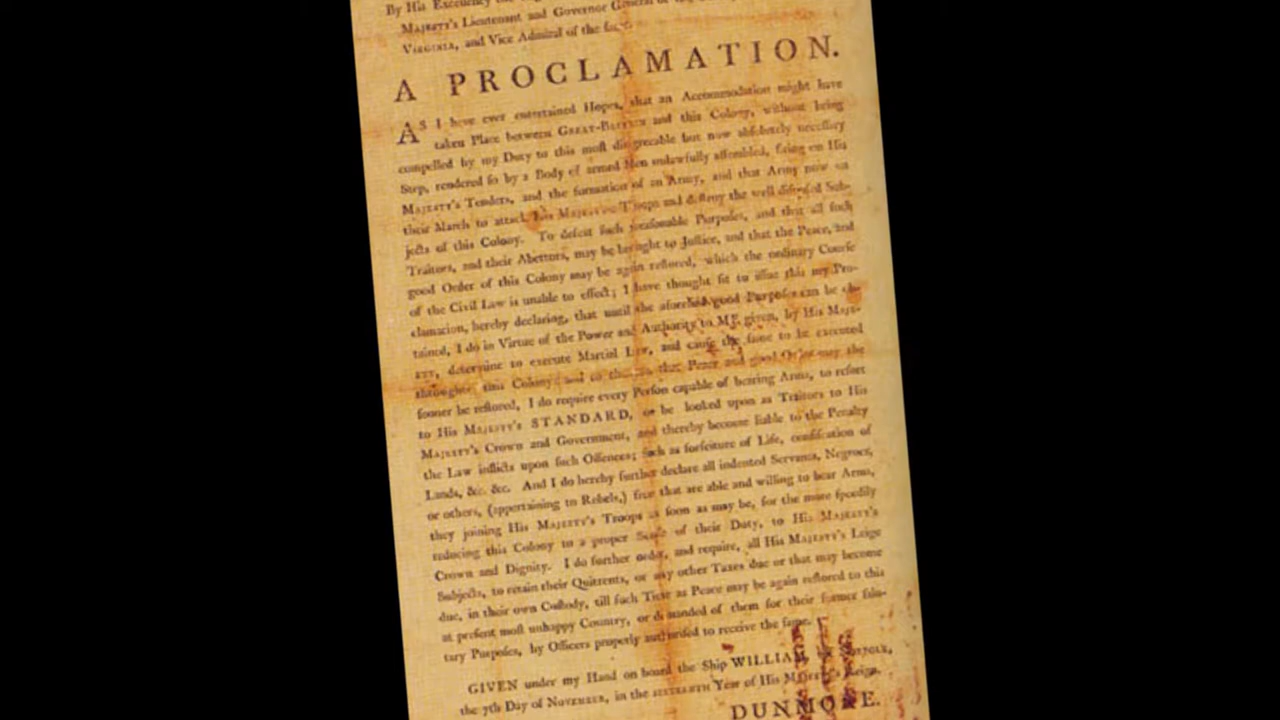 By His Excellency the
MAJESTY's Lieutenant and Governor General of
VIRGINIA, and Vice Admiral of the same.
A PROCLAMATION.
AS I have ever entertained Hopes, that an Accommodation might have
taken Place between GREAT-BRITAIN and this Colony, without being
compelled by my Duty to this most disagreeable but now absolutely necessary
Step, rendered so by a Body of armed Men unlawfully assembled, firing on His
MAJESTY's Tenders, and the formation of an Army, and that Army now on
their March to attack His MAJESTY's Troops and destroy the well disposed Sub-
jects of this Colony. To defeat such treasonable Purposes, and that all such
Traitors, and their Abettors, may be brought to Justice, and that the Peace, and
good Order of this Colony may be again restored, which the ordinary Course
of the Civil Law is unable to effect; I have thought fit to issue this my Pro-
clamation, hereby declaring, that until the aforesaid good Purposes can be ob-
tained, I do in Virtue of the Power and Authority to ME given, by His MAJE-
STY, determine to execute Martial Law, and cause the same to be executed
throughout this Colony: and to the end that Peace and good Order may the
sooner be restored, I do require every Person capable of bearing Arms, to resort
to His MAJESTY's STANDARD, or be looked upon as Traitors to His
MAJESTY's Crown and Government, and thereby become liable to the Penalty
the Law inflicts upon such Offences; such as forfeiture of Life, confiscation of
Lands, &c. &c. And I do hereby further declare all indented Servants, Negroes,
or others, (appertaining to Rebels,) free that are able and willing to bear Arms,
they joining His MAJESTY's Troops as soon as may be, for the more speedily
reducing this Colony to a proper Sense of their Duty, to His MAJESTY's
Crown and Dignity. I do further order, and require, all His MAJESTY's Leige
Subjects, to retain their Quitrents, or any other Taxes due or that may become
due, in their own Custody, till such Time as Peace may be again restored to this
at present most unhappy Country, or demanded of them for their former salu-
tary Purposes, by Officers properly authorised to receive the same.
GIVEN under my Hand on board the Ship WILLIAM, by NORFOLK,
the 7th Day of NOVEMBER, in the SIXTEENTH Year of His MAJESTY's Reign.
DUNMORE.